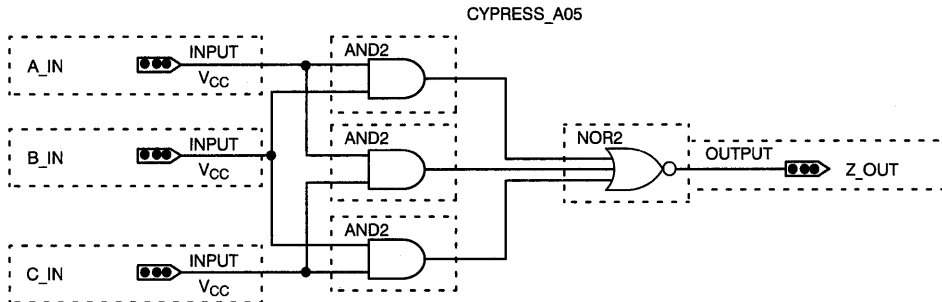 CYPRESS_A05
A_IN
INPUT
VCC
AND2
B_IN
INPUT
VCC
AND2
NOR2
OUTPUT
Z_OUT
C_IN
INPUT
VCC
AND2